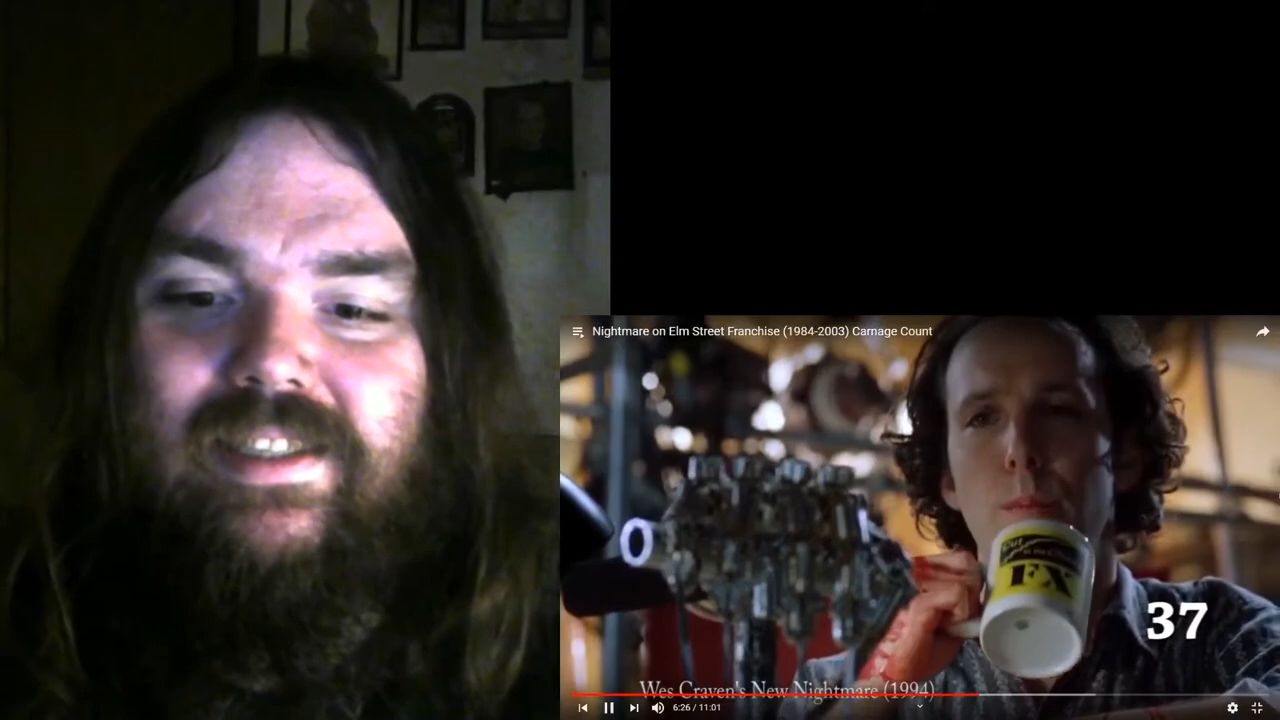 Nightmare on Elm Street Franchise (1984-2003) Carnage Count
FX
37
Wes Craven's New Nightmare (1994)
6:26 / 11:01